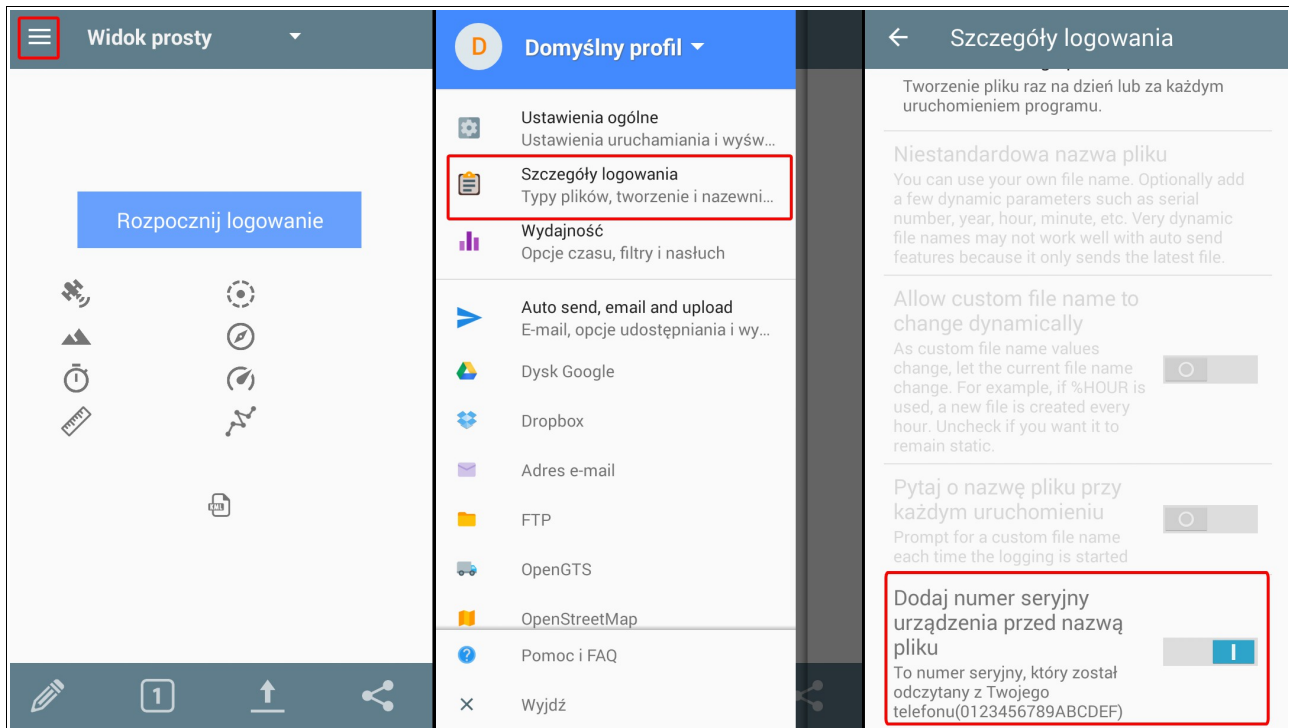 Widok prosty
Rozpocznij logowanie
KML
1
D
Domyślny profil
Ustawienia ogólne
Ustawienia uruchamiania i wyśw...
Szczegóły logowania
Typy plików, tworzenie i nazewni...
Wydajność
Opcje czasu, filtry i nasłuch
Auto send, email and upload
E-mail, opcje udostępniania i wy...
Dysk Google
Dropbox
Adres e-mail
FTP
OpenGTS
OpenStreetMap
Pomoc i FAQ
Wyjdź
Szczegóły logowania
Tworzenie pliku raz na dzień lub za każdym
uruchomieniem programu.
Niestandardowa nazwa pliku
You can use your own file name. Optionally add
a few dynamic parameters such as serial
number, year, hour, minute, etc. Very dynamic
file names may not work well with auto send
features because it only sends the latest file.
Allow custom file name to
change dynamically
As custom file name values
change, let the current file name
change. For example, if %HOUR is
used, a new file is created every
hour. Uncheck if you want it to
remain static.
Pytaj o nazwę pliku przy
każdym uruchomieniu
Prompt for a custom file name
each time the logging is started
Dodaj numer seryjny
urządzenia przed nazwą
pliku
To numer seryjny, który został
odczytany z Twojego
telefonu(0123456789ABCDEF)